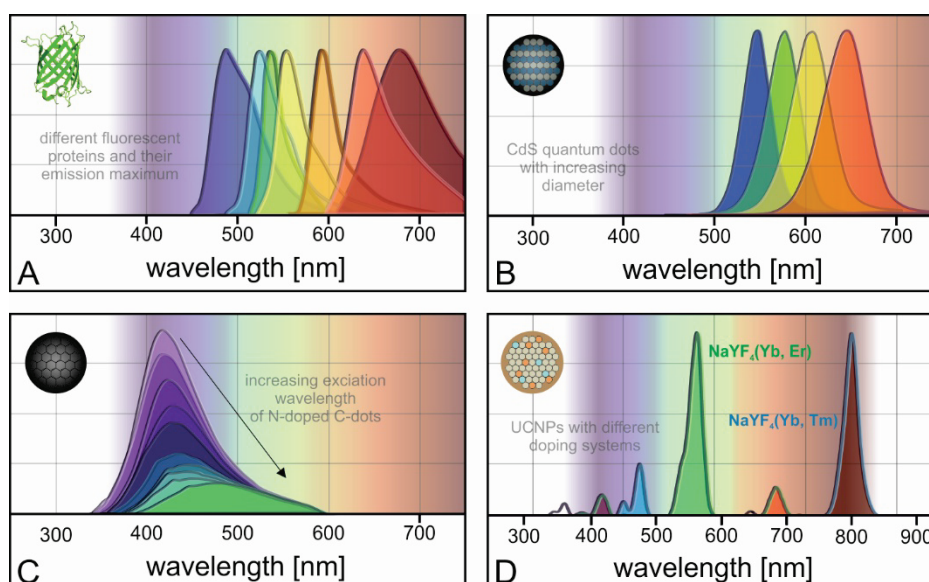 different fluorescent
proteins and their
emission maximum
300 400 500 600 700
A
wavelength [nm]
CdS quantum dots
with increasing
diameter
300 400 500 600 700
B
wavelength [nm]
increasing exciation
wavelength
of N-doped C-dots
300 400 500 600 700
C
wavelength [nm]
NaYF₄(Yb, Er)
NaYF₄(Yb, Tm)
UCNPs with different
doping systems
300 400 500 600 700 800 900
D
wavelength [nm]